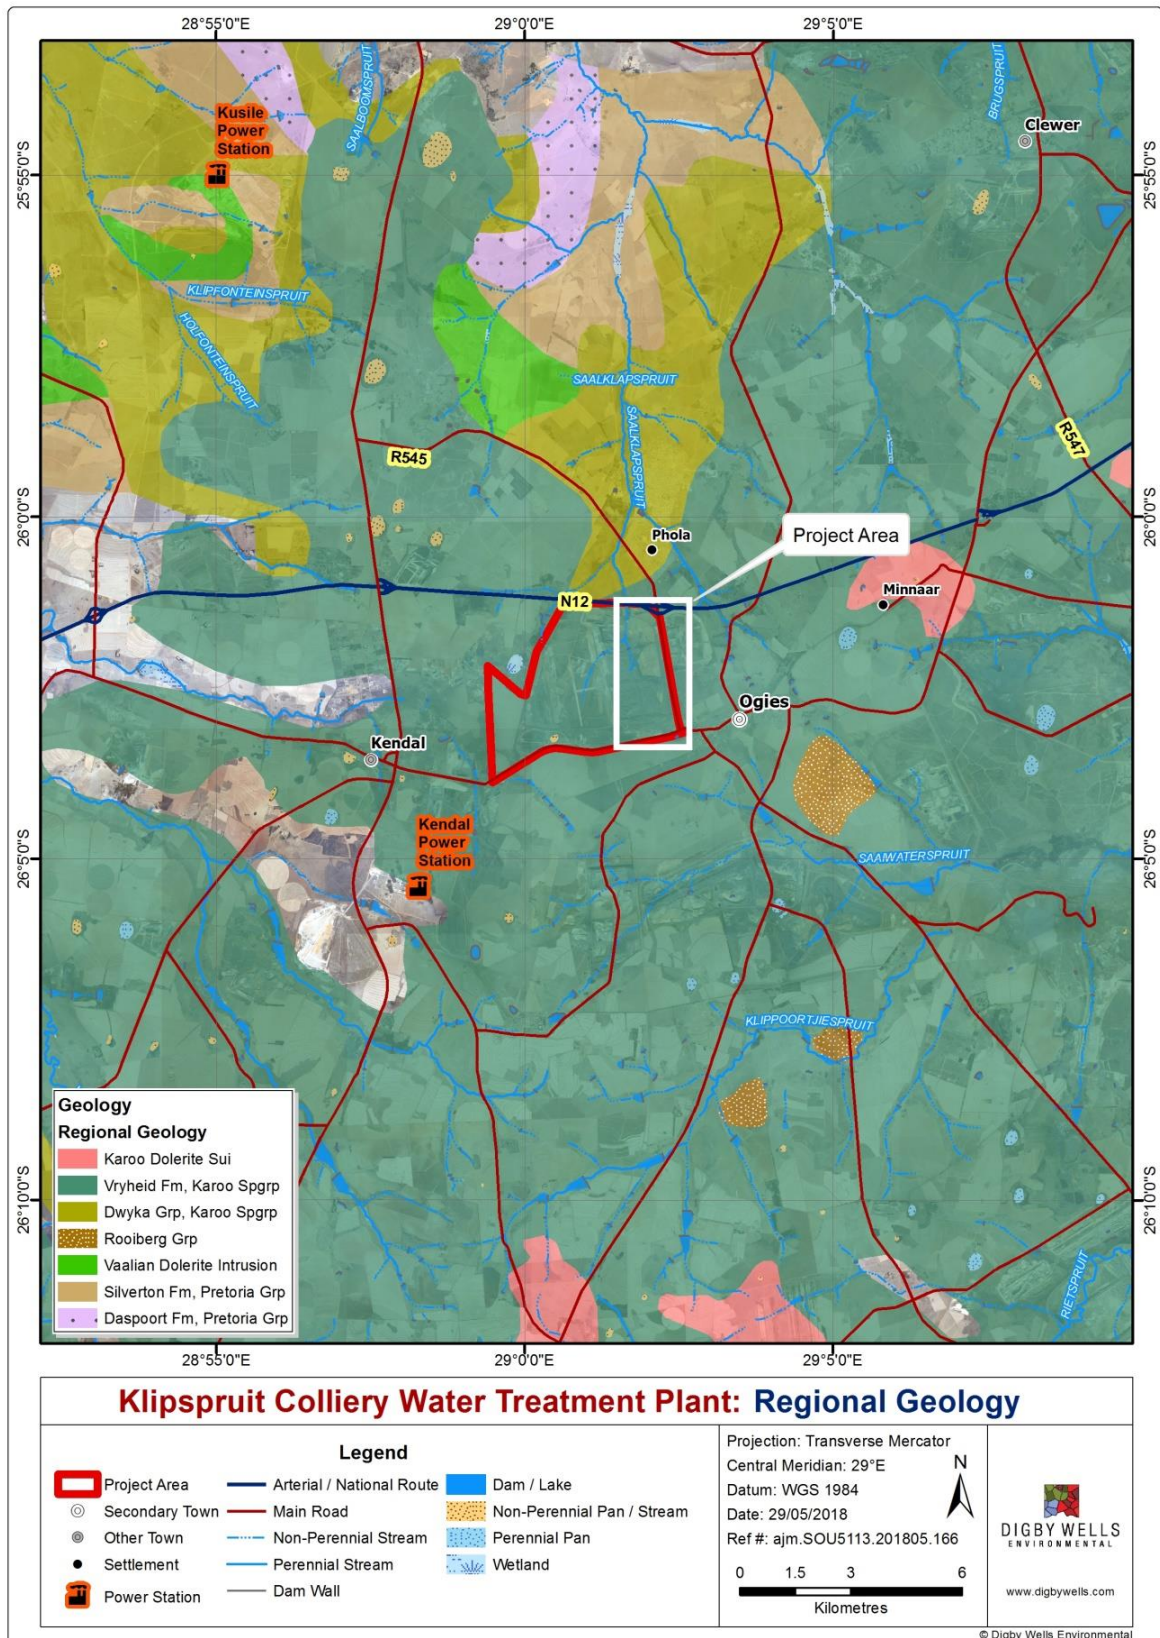 28°55'0"E
29°0'0"E
29°5'0"E
SAALBOOMSPRUIT
BRUGSPRUIT
Kusile
Power
Station
Clewer
25°55'0"S
25°55'0"S
KLIPFONTEINSPRUIT
HOLFONTEINSPRUIT
SAALKLAPSPRUIT
SAALKLAPSPRUIT
R545
R547
26°0'0"S
26°0'0"S
Phola
Project Area
N12
Minnaar
Ogies
Kendal
Kendal
Power
Station
26°5'0"S
26°5'0"S
SAAIWATERSPRUIT
KLIPPOORTJIESPRUIT
Geology
Regional Geology
Karoo Dolerite Sui
Vryheid Fm, Karoo Spgrp
Dwyka Grp, Karoo Spgrp
Rooiberg Grp
Vaalian Dolerite Intrusion
Silverton Fm, Pretoria Grp
Daspoort Fm, Pretoria Grp
26°10'0"S
26°10'0"S
RIETSPRUIT
28°55'0"E
29°0'0"E
29°5'0"E
Klipspruit Colliery Water Treatment Plant: Regional Geology
Legend
Project Area
Secondary Town
Other Town
Settlement
Power Station
Arterial / National Route
Main Road
Non-Perennial Stream
Perennial Stream
Dam Wall
Dam / Lake
Non-Perennial Pan / Stream
Perennial Pan
Wetland
Projection: Transverse Mercator
Central Meridian: 29°E
Datum: WGS 1984
Date: 29/05/2018
Ref #: ajm.SOU5113.201805.166
N
0 1.5 3 6
Kilometres
DIGBY WELLS
ENVIRONMENTAL
www.digbywells.com
© Digby Wells Environmental